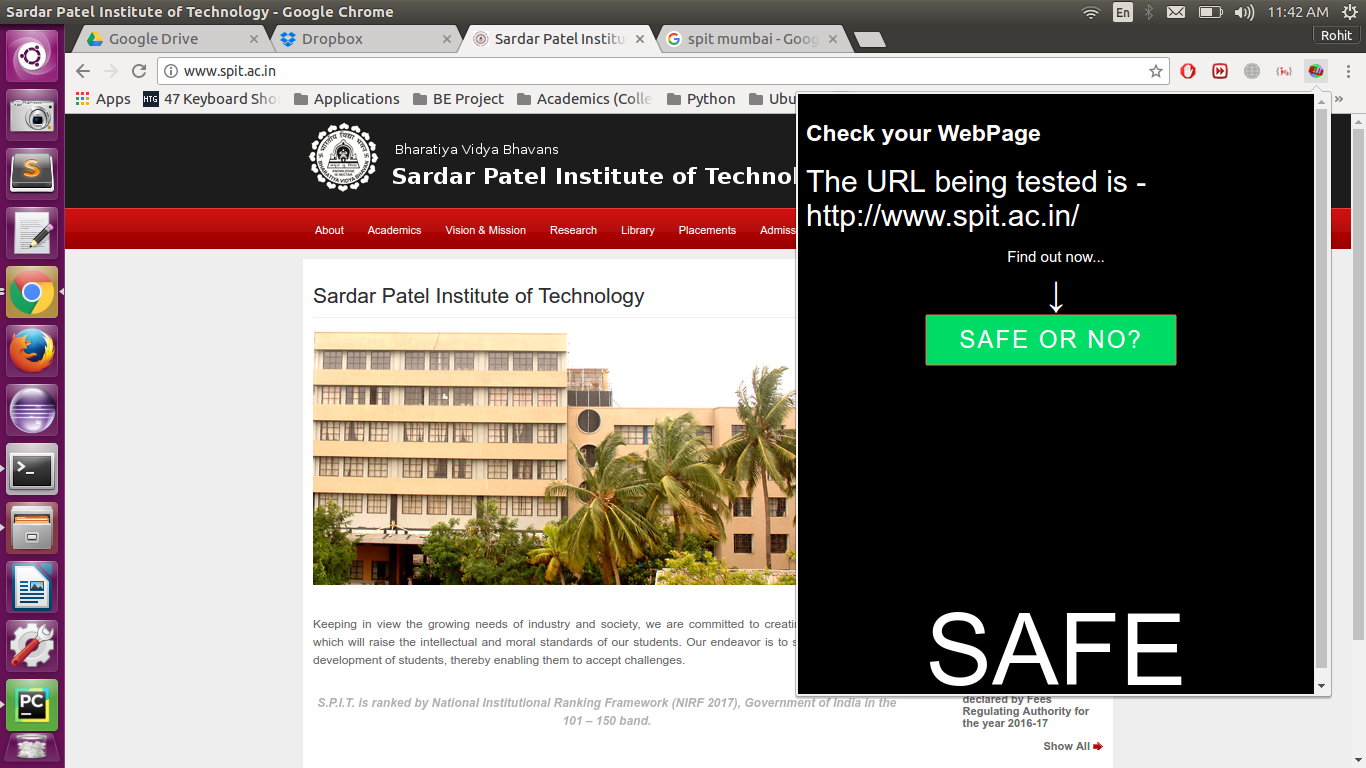 Sardar Patel Institute of Technology - Google Chrome
En
11:42 AM
Rohit
Google Drive
Dropbox
Sardar Patel Institu
spit mumbai - Goog
www.spit.ac.in
Apps
HTG 47 Keyboard Sho
Applications
BE Project
Academics (Colle
Python
Ubu
Bharatiya Vidya Bhavans
Sardar Patel Institute of Technol
About Academics Vision & Mission Research Library Placements Admiss
Sardar Patel Institute of Technology
Keeping in view the growing needs of industry and society, we are committed to creatin
which will raise the intellectual and moral standards of our students. Our endeavor is to s
development of students, thereby enabling them to accept challenges.
S.P.I.T. is ranked by National Institutional Ranking Framework (NIRF 2017), Government of India in the
101 – 150 band.
declared by Fees
Regulating Authority for
the year 2016-17
Show All
Check your WebPage
The URL being tested is -
http://www.spit.ac.in/
Find out now...
↓
SAFE OR NO?
SAFE
PC